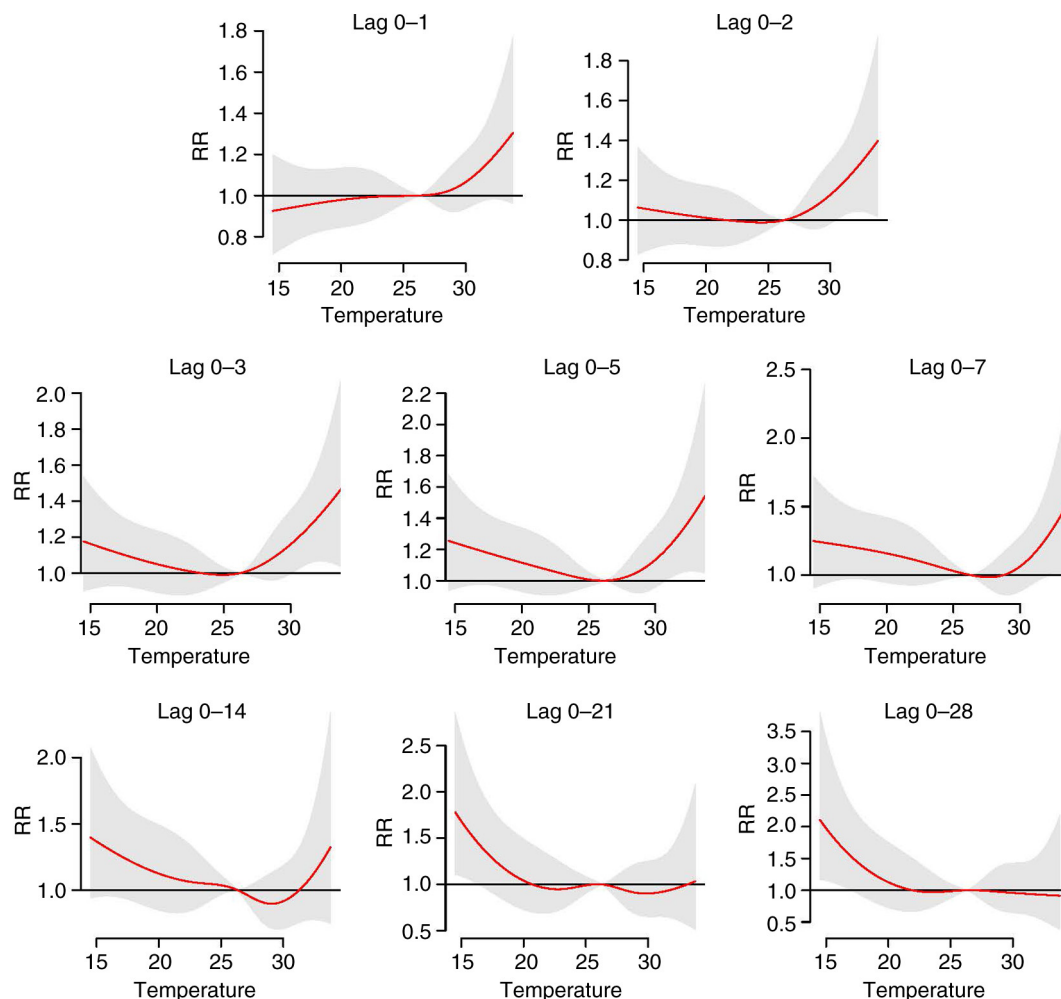 Lag 0–1
1.8
1.6
1.4
1.2
1.0
0.8
RR
15 20 25 30
Temperature
Lag 0–2
1.8
1.6
1.4
1.2
1.0
0.8
RR
15 20 25 30
Temperature
Lag 0–3
2.0
1.8
1.6
1.4
1.2
1.0
RR
15 20 25 30
Temperature
Lag 0–5
2.2
2.0
1.8
1.6
1.4
1.2
1.0
RR
15 20 25 30
Temperature
Lag 0–7
2.5
2.0
1.5
1.0
RR
15 20 25 30
Temperature
Lag 0–14
2.0
1.5
1.0
RR
15 20 25 30
Temperature
Lag 0–21
2.5
2.0
1.5
1.0
0.5
RR
15 20 25 30
Temperature
Lag 0–28
3.5
3.0
2.5
2.0
1.5
1.0
0.5
RR
15 20 25 30
Temperature